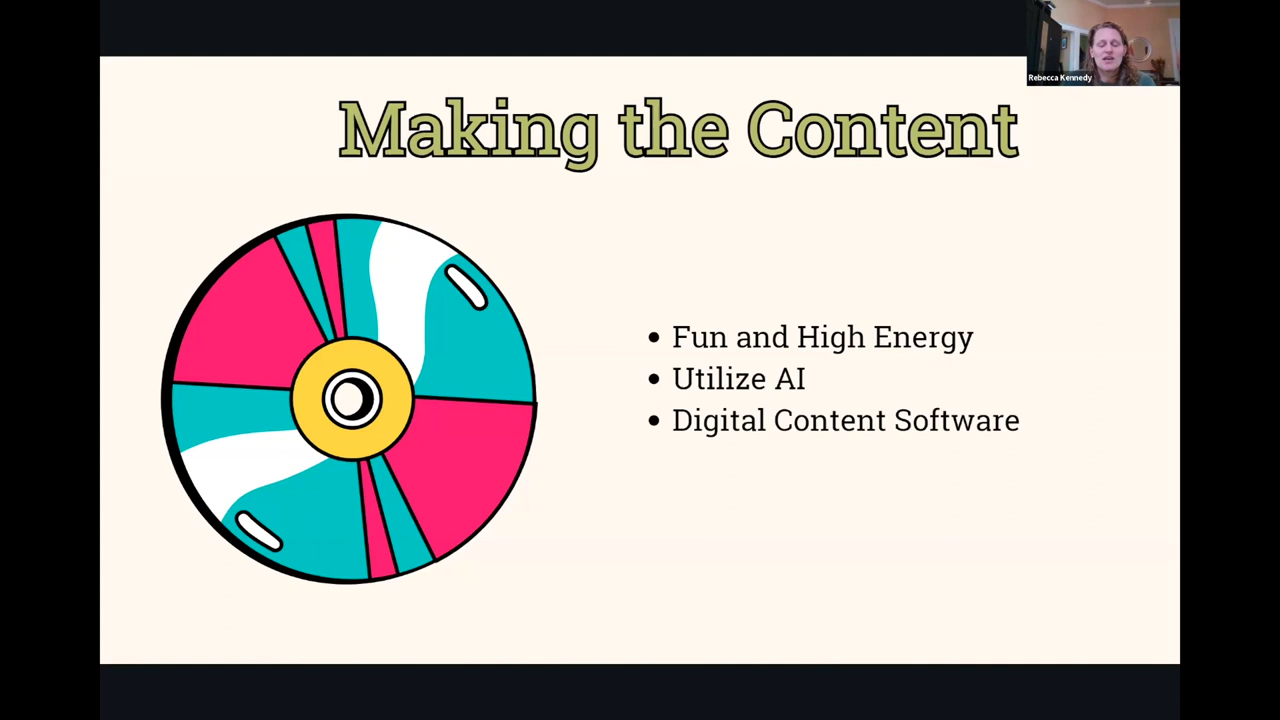 Rebecca Kennedy
Making the Content
• Fun and High Energy
• Utilize AI
• Digital Content Software